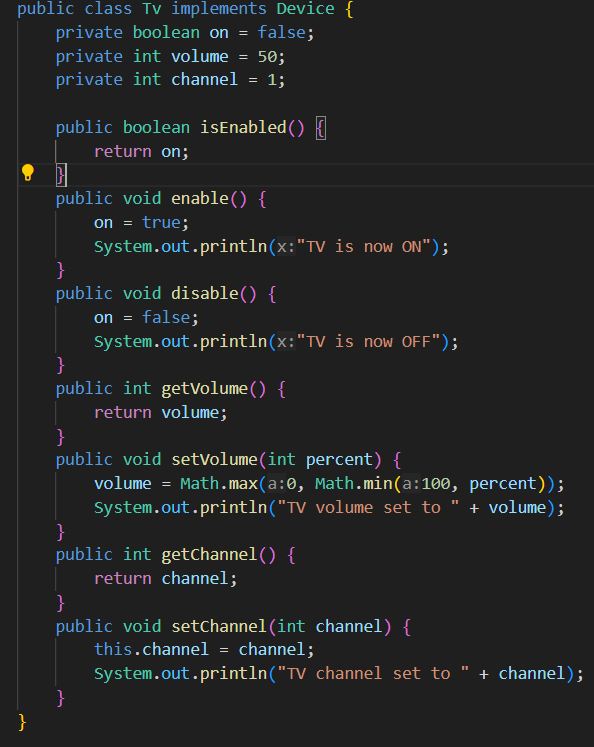 public class Tv implements Device {
    private boolean on = false;
    private int volume = 50;
    private int channel = 1;

    public boolean isEnabled() {
        return on;
    }
    public void enable() {
        on = true;
        System.out.println(x:"TV is now ON");
    }
    public void disable() {
        on = false;
        System.out.println(x:"TV is now OFF");
    }
    public int getVolume() {
        return volume;
    }
    public void setVolume(int percent) {
        volume = Math.max(a:0, Math.min(a:100, percent));
        System.out.println("TV volume set to " + volume);
    }
    public int getChannel() {
        return channel;
    }
    public void setChannel(int channel) {
        this.channel = channel;
        System.out.println("TV channel set to " + channel);
    }
}